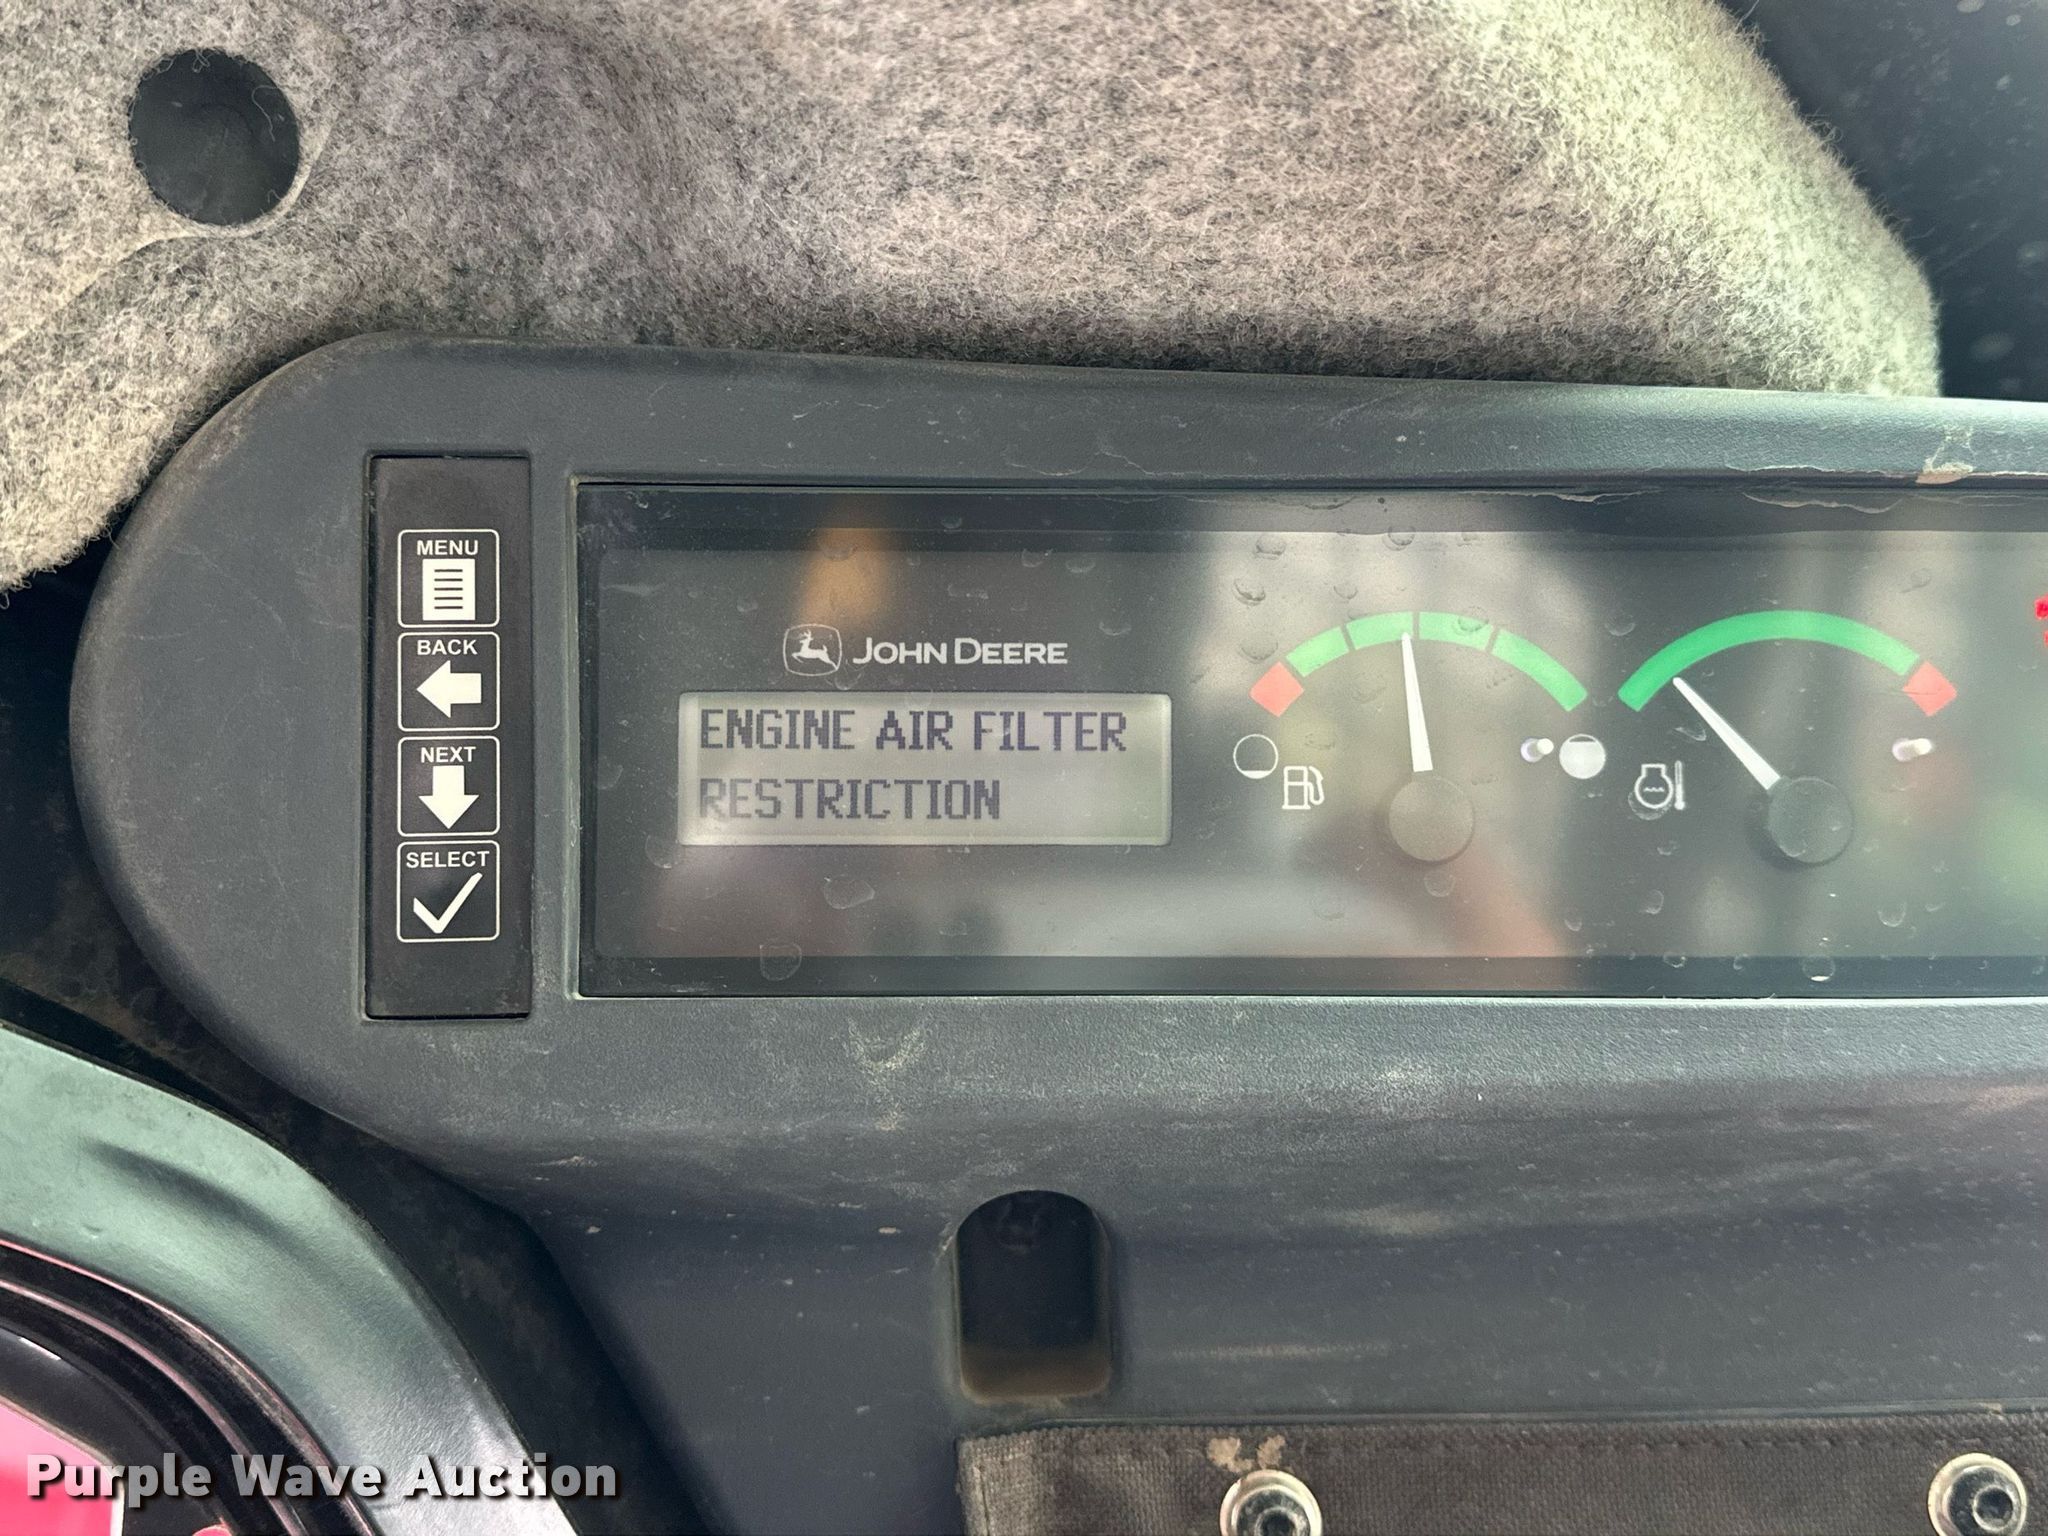 MENU
BACK
NEXT
SELECT
JOHN DEERE
ENGINE AIR FILTER
RESTRICTION
Purple Wave Auction